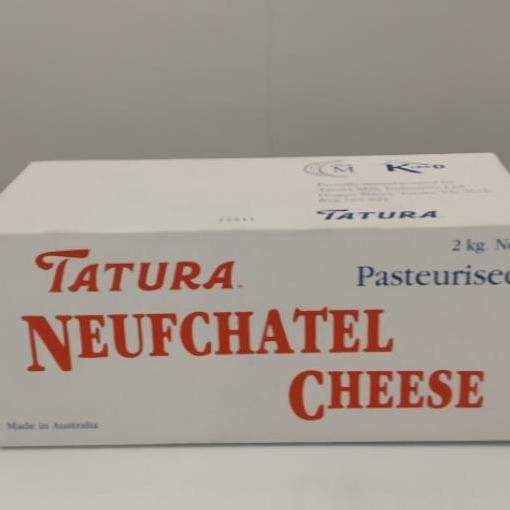 M
TATURA
2 kg. Ne
TATURA
Pasteurised
NEUFCHATEL
CHEESE
Made in Australia